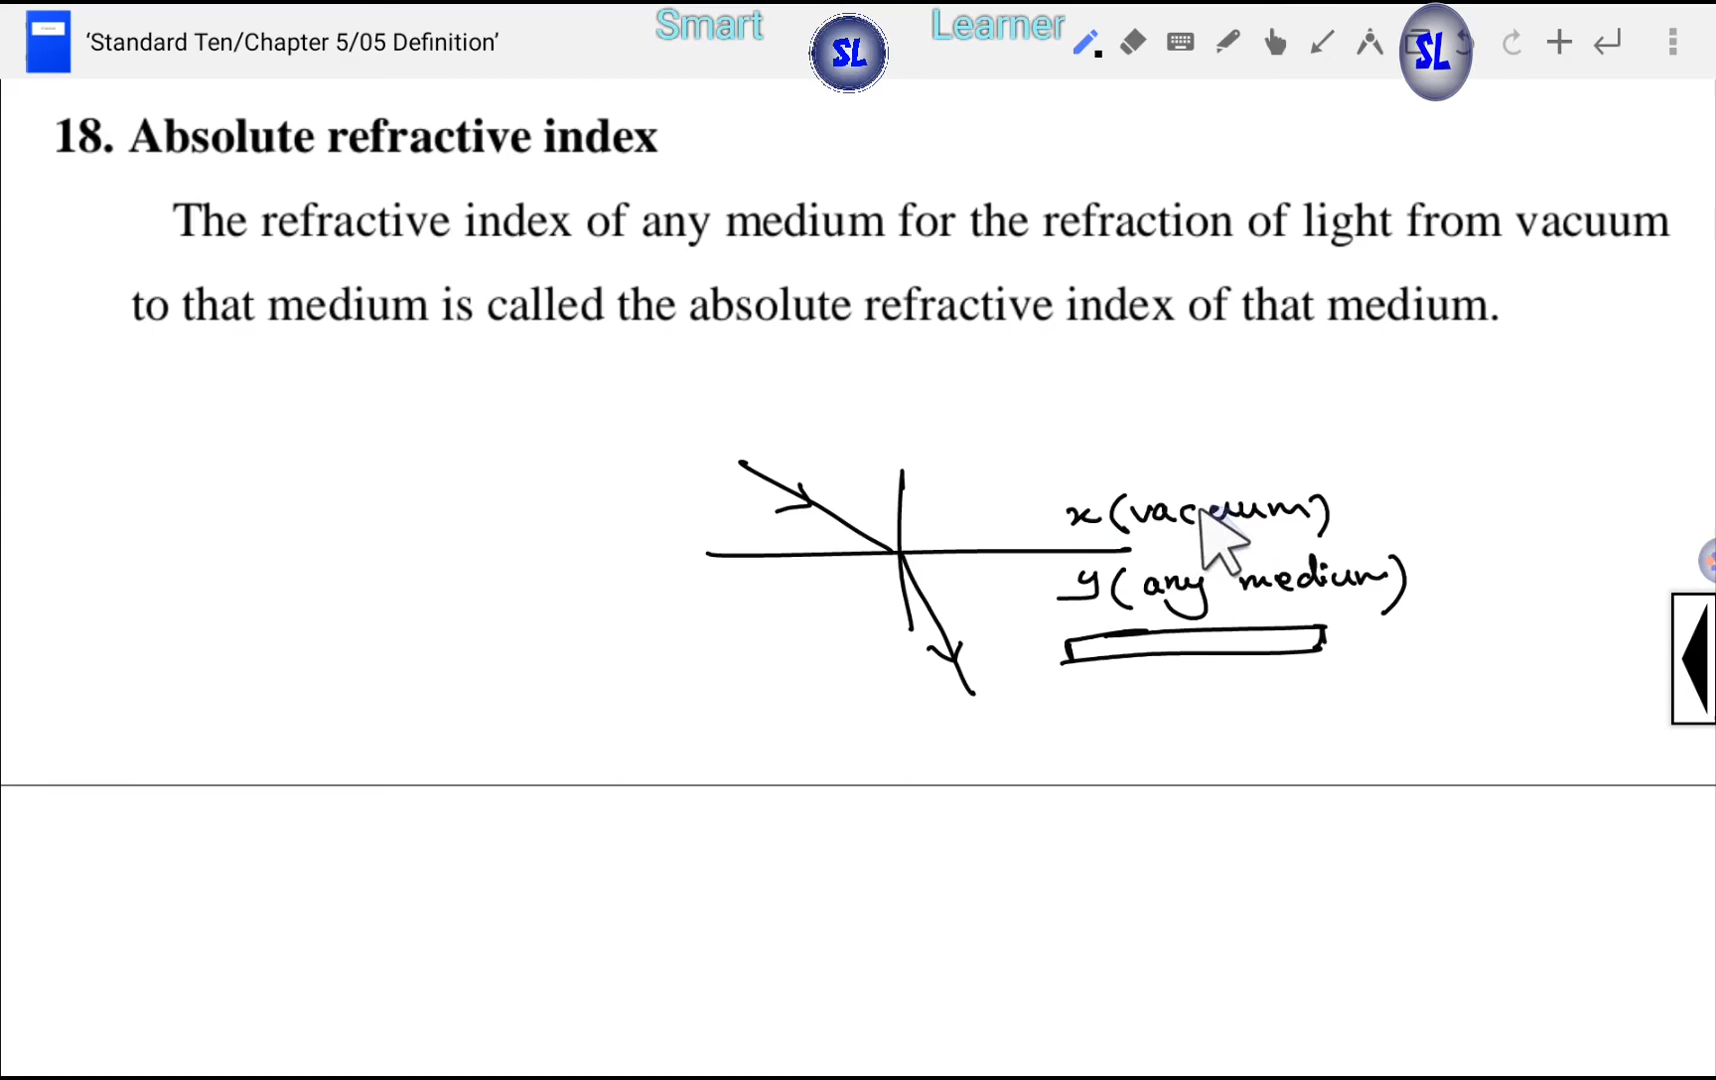 ‘Standard Ten/Chapter 5/05 Definition’
Smart SL Learner SL
18. Absolute refractive index
The refractive index of any medium for the refraction of light from vacuum
to that medium is called the absolute refractive index of that medium.
x (vacuum)
y (any medium)